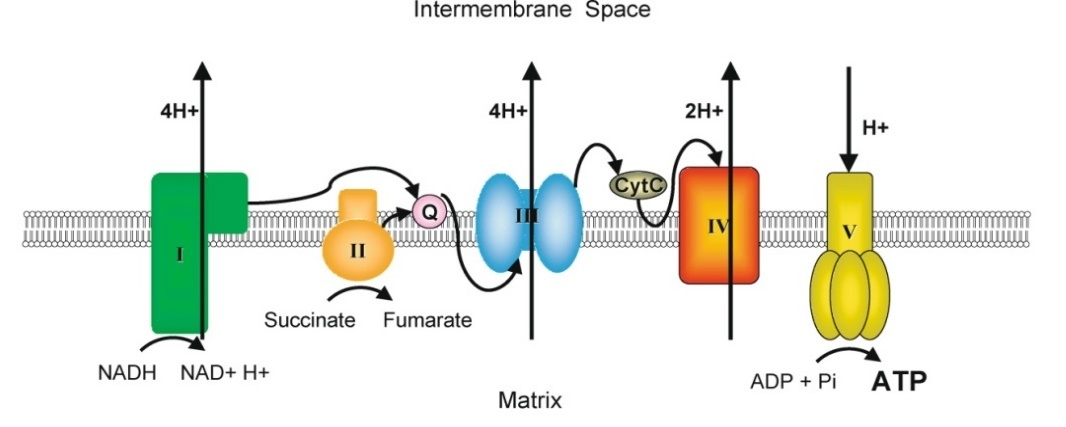 Intermembrane Space
4H+
4H+
2H+
H+
CytC
Q
I
II
III
IV
V
Succinate Fumarate
NADH NAD+ H+
ADP + Pi ATP
Matrix